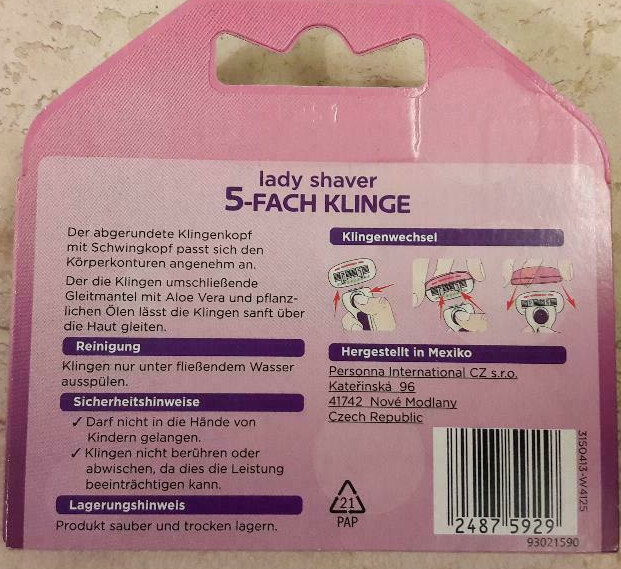 lady shaver
5-FACH KLINGE
Der abgerundete Klingenkopf
mit Schwingkopf passt sich den
Körperkonturen angenehm an.
Der die Klingen umschließende
Gleitmantel mit Aloe Vera und pflanz-
lichen Ölen lässt die Klingen sanft über
die Haut gleiten.
Reinigung
Klingen nur unter fließendem Wasser
ausspülen.
Sicherheitshinweise
✓ Darf nicht in die Hände von
Kindern gelangen.
✓ Klingen nicht berühren oder
abwischen, da dies die Leistung
beeinträchtigen kann.
Lagerungshinweis
Produkt sauber und trocken lagern.
Klingenwechsel
Hergestellt in Mexiko
Personna International CZ s.r.o.
Kateřinská 96
41742 Nové Modlany
Czech Republic
21
PAP
2487 5929
93021590
3150413-W4125